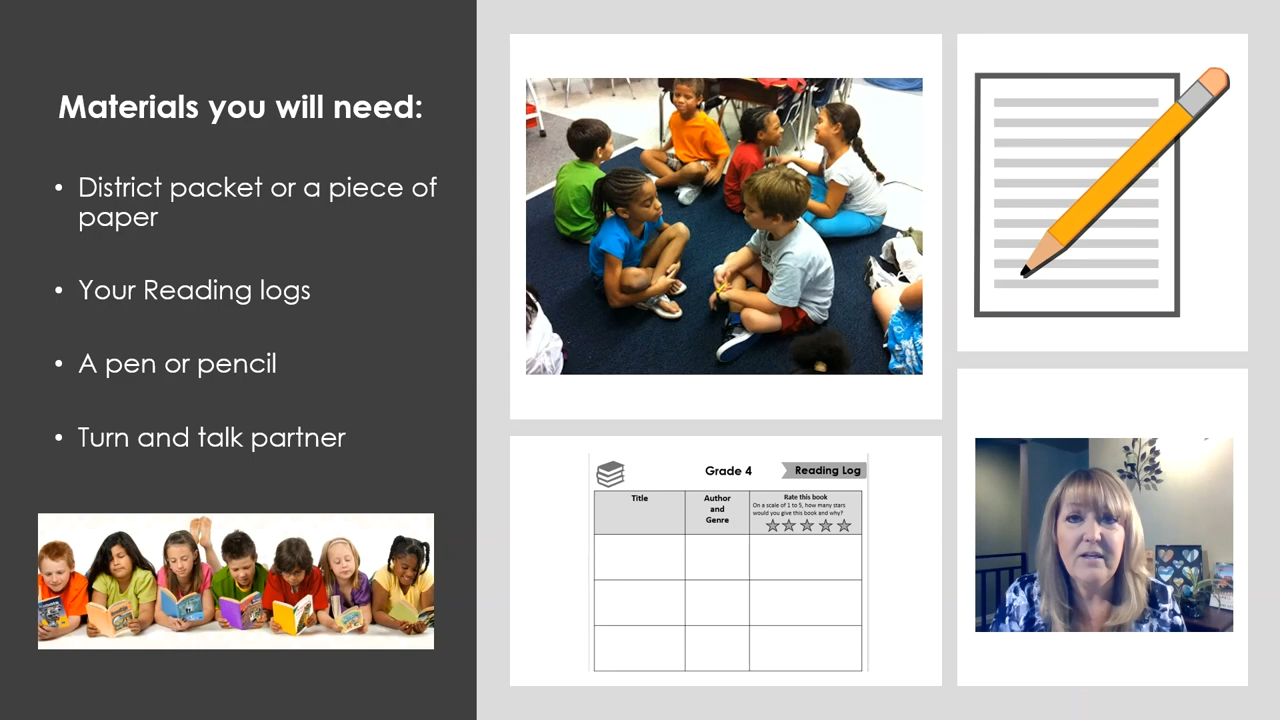 Materials you will need:
• District packet or a piece of
paper
• Your Reading logs
• A pen or pencil
• Turn and talk partner
Grade 4
Reading Log
Title
Author
and
Genre
Rate this book
On a scale of 1 to 5, how many stars
would you give this book and why?